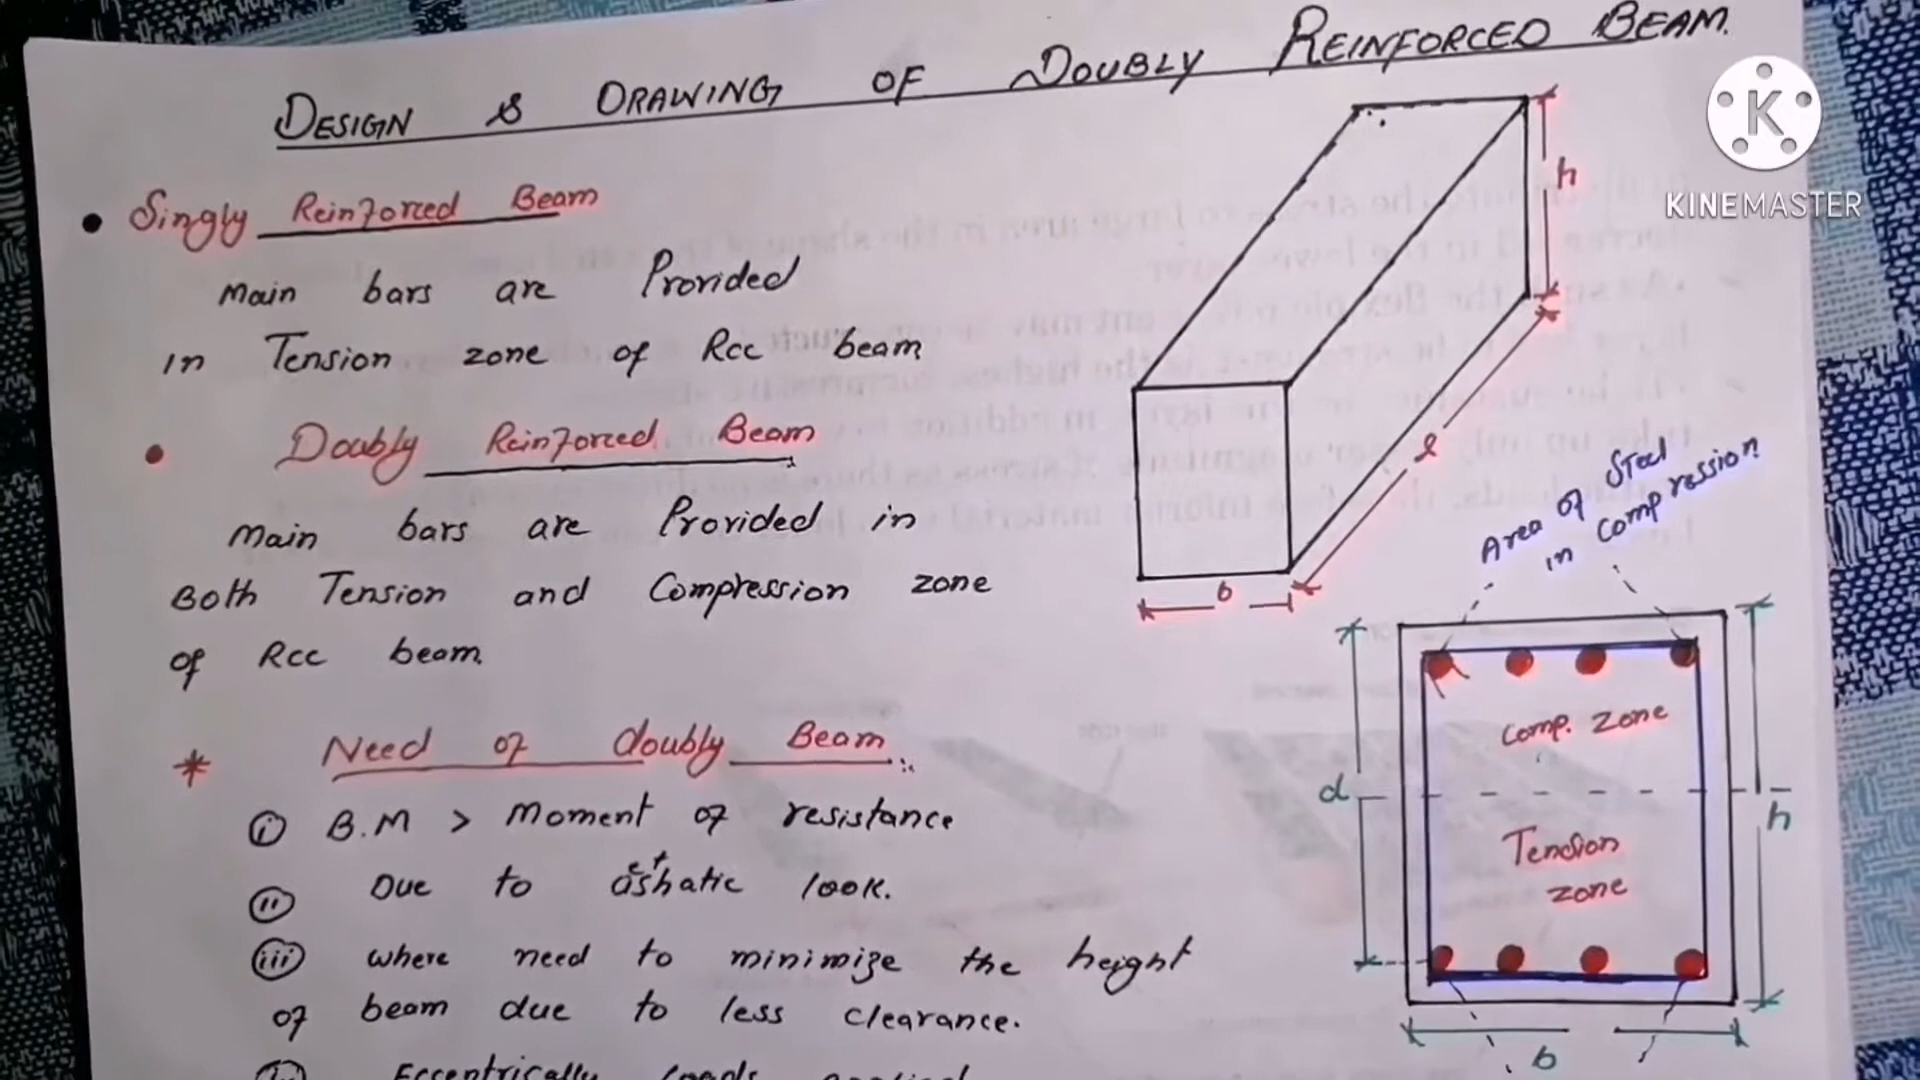 DESIGN & DRAWING OF DOUBLY REINFORCED BEAM.
K
KINEMASTER
• Singly Reinforced Beam
Main bars are Provided
in Tension zone of Rcc beam
• Doubly Reinforced Beam
Main bars are Provided in
Both Tension and Compression zone
of Rcc beam
* Need of doubly Beam
(i) B.M > Moment of resistance
(ii) Due to look.
(iii) where need to minimize the height
of beam due to less clearance.
Eccentrically loads applied
h
l
b
Area of Steel
in compression
Comp. zone
d
h
Tension
zone
b